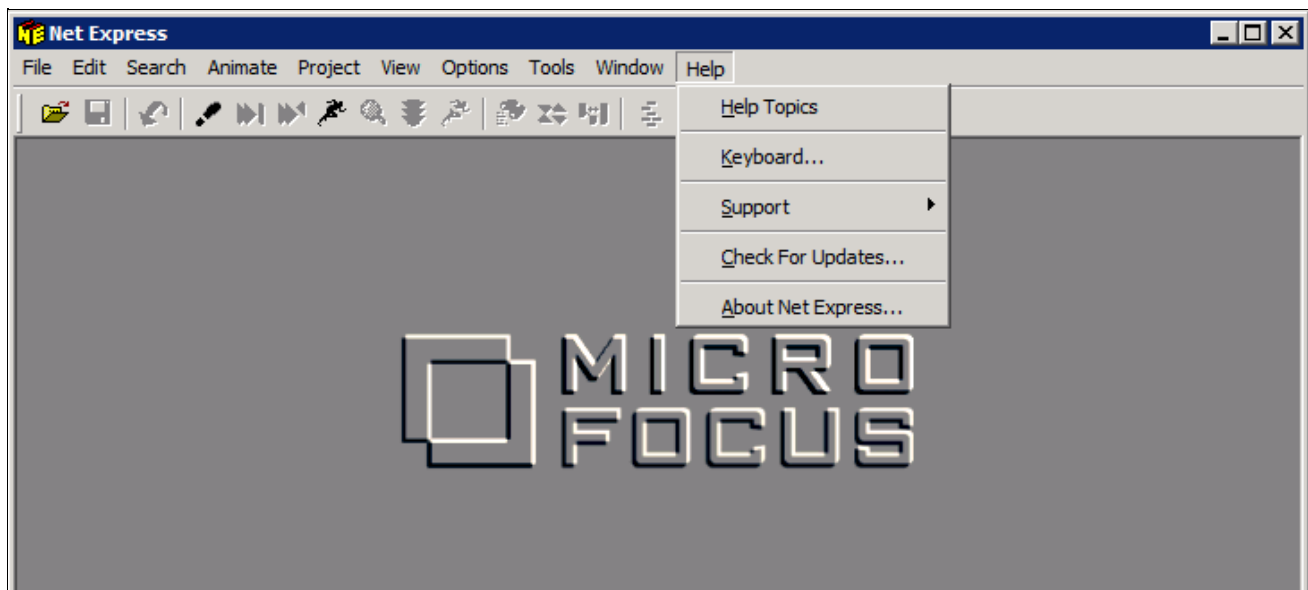 Net Express
File Edit Search Animate Project View Options Tools Window Help
Help Topics
Keyboard...
Support
Check For Updates...
About Net Express...
MICRO
FOCUS